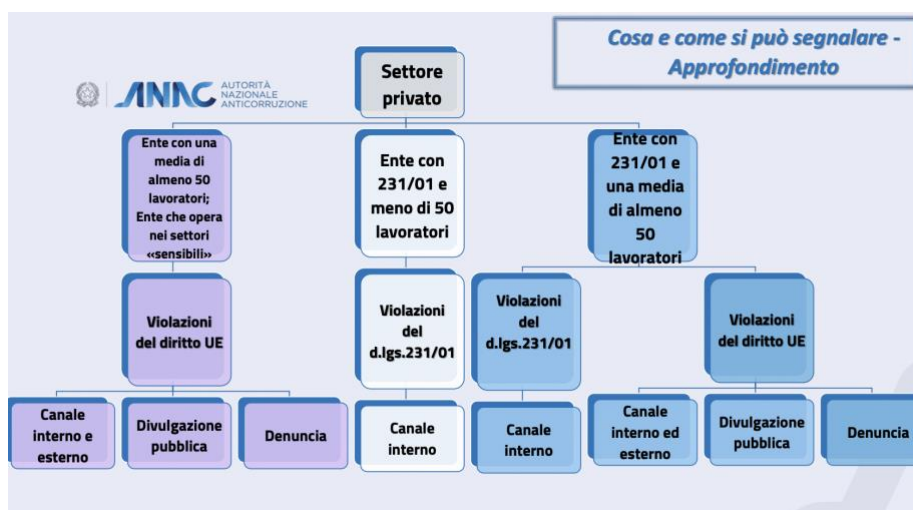 Cosa e come si può segnalare -
Approfondimento
ANAC
AUTORITÀ
NAZIONALE
ANTICORRUZIONE
Settore
privato
Ente con una
media di
almeno 50
lavoratori;
Ente che opera
nei settori
«sensibili»
Ente con
231/01 e
meno di 50
lavoratori
Ente con
231/01 e
una media
di almeno
50
lavoratori
Violazioni
del diritto UE
Violazioni
del
d.lgs.231/01
Violazioni
del
d.lgs.231/01
Violazioni
del diritto UE
Canale
interno e
esterno
Divulgazione
pubblica
Denuncia
Canale
interno
Canale
interno
Canale
interno ed
esterno
Divulgazione
pubblica
Denuncia